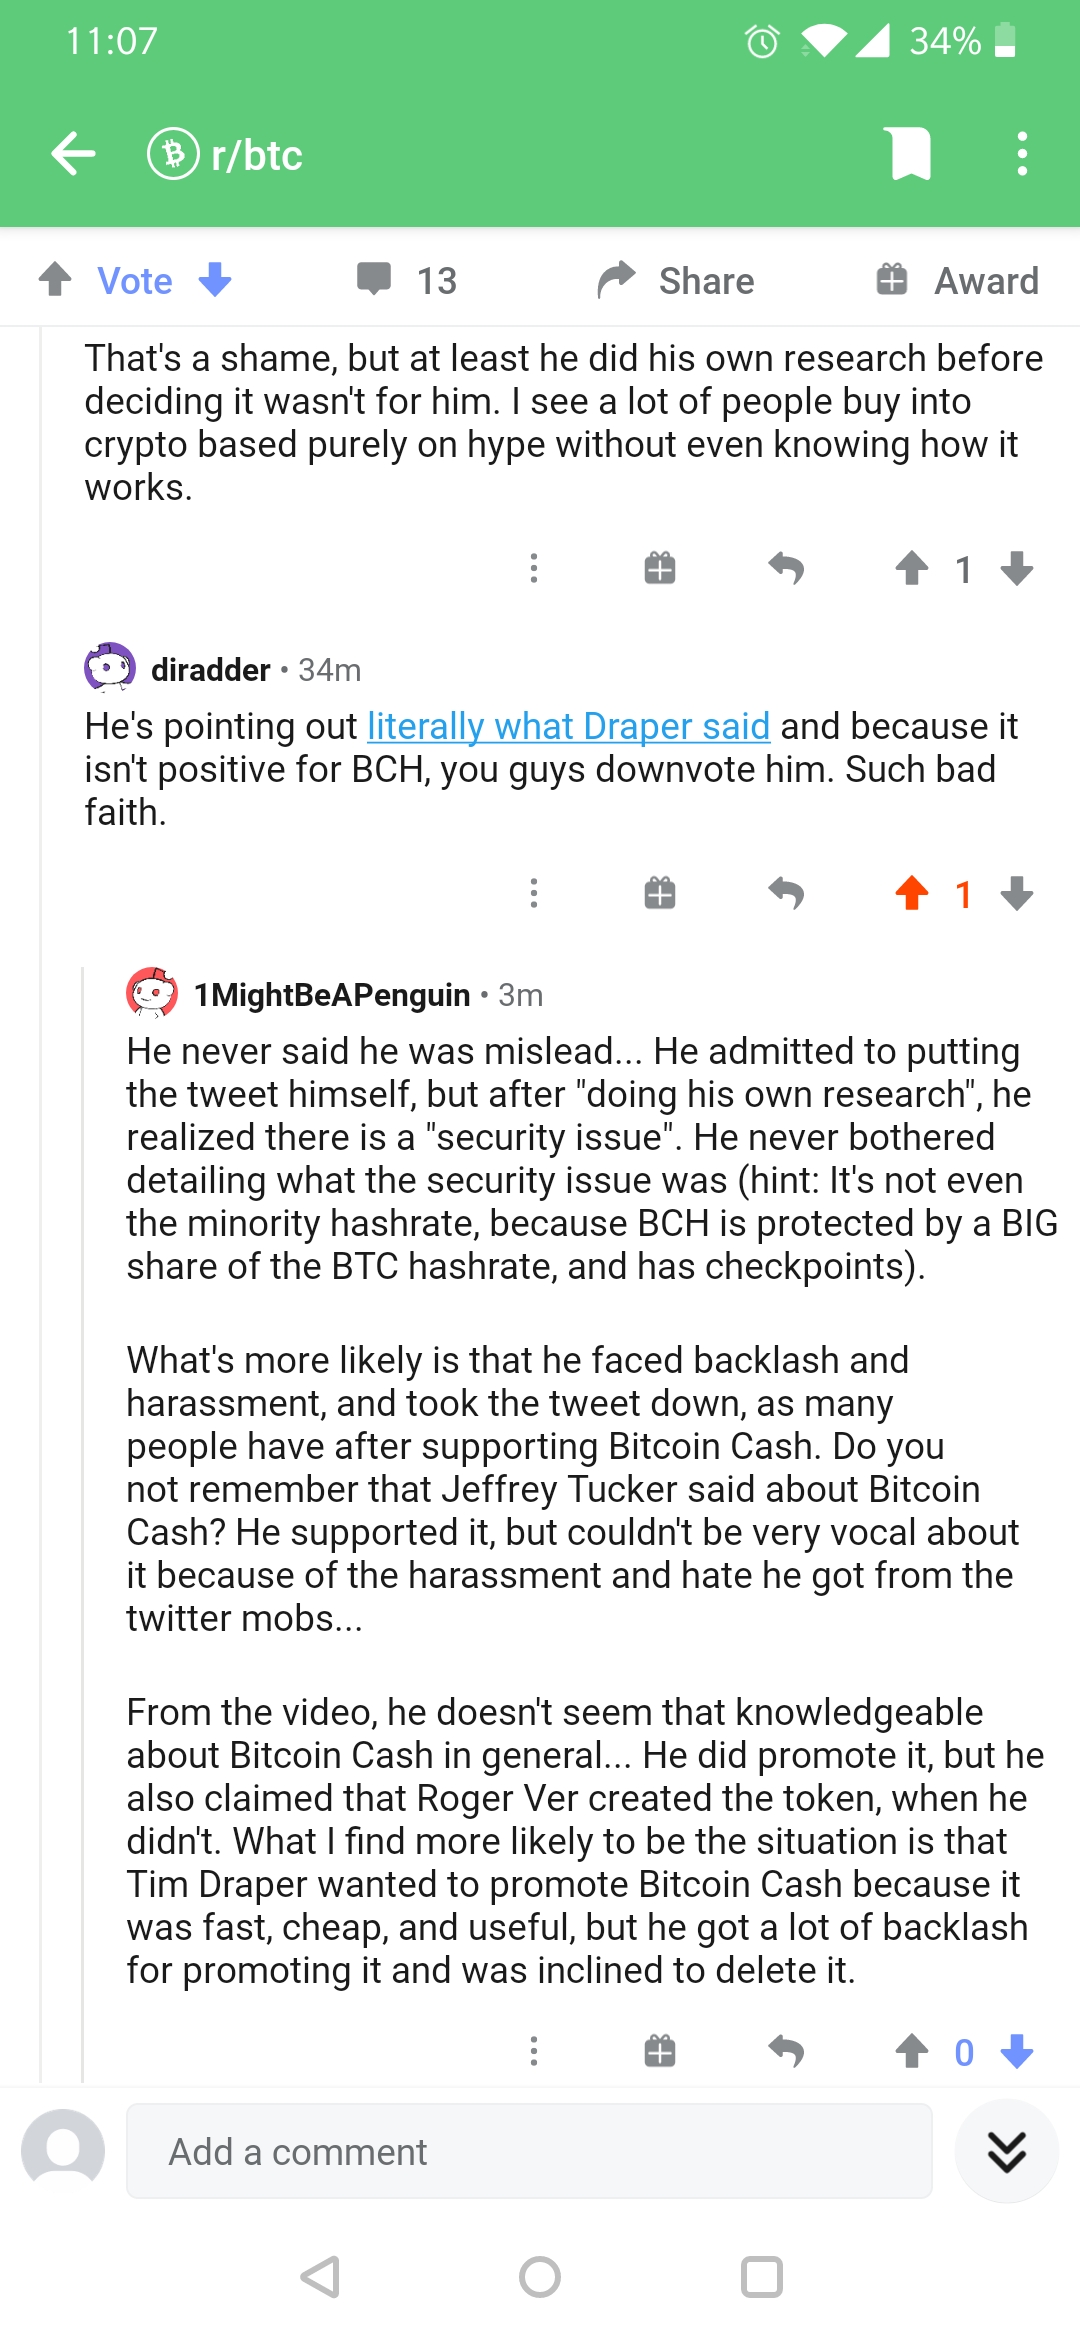 11:07
34%
r/btc
Vote
13
Share
Award
That's a shame, but at least he did his own research before
deciding it wasn't for him. I see a lot of people buy into
crypto based purely on hype without even knowing how it
works.
1
diradder • 34m
He's pointing out literally what Draper said and because it
isn't positive for BCH, you guys downvote him. Such bad
faith.
1
1MightBeAPenguin • 3m
He never said he was mislead... He admitted to putting
the tweet himself, but after "doing his own research", he
realized there is a "security issue". He never bothered
detailing what the security issue was (hint: It's not even
the minority hashrate, because BCH is protected by a BIG
share of the BTC hashrate, and has checkpoints).
What's more likely is that he faced backlash and
harassment, and took the tweet down, as many
people have after supporting Bitcoin Cash. Do you
not remember that Jeffrey Tucker said about Bitcoin
Cash? He supported it, but couldn't be very vocal about
it because of the harassment and hate he got from the
twitter mobs...
From the video, he doesn't seem that knowledgeable
about Bitcoin Cash in general... He did promote it, but he
also claimed that Roger Ver created the token, when he
didn't. What I find more likely to be the situation is that
Tim Draper wanted to promote Bitcoin Cash because it
was fast, cheap, and useful, but he got a lot of backlash
for promoting it and was inclined to delete it.
0
Add a comment